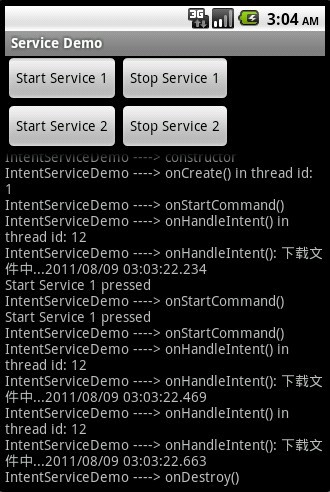 3G 3:04 AM
Service Demo
Start Service 1 Stop Service 1
Start Service 2 Stop Service 2
IntentServiceDemo ----> constructor
IntentServiceDemo ----> onCreate() in thread id:
1
IntentServiceDemo ----> onStartCommand()
IntentServiceDemo ----> onHandleIntent() in
thread id: 12
IntentServiceDemo ----> onHandleIntent(): 下载文
件中...2011/08/09 03:03:22.234
Start Service 1 pressed
IntentServiceDemo ----> onStartCommand()
Start Service 1 pressed
IntentServiceDemo ----> onStartCommand()
IntentServiceDemo ----> onHandleIntent() in
thread id: 12
IntentServiceDemo ----> onHandleIntent(): 下载文
件中...2011/08/09 03:03:22.469
IntentServiceDemo ----> onHandleIntent() in
thread id: 12
IntentServiceDemo ----> onHandleIntent(): 下载文
件中...2011/08/09 03:03:22.663
IntentServiceDemo ----> onDestroy()